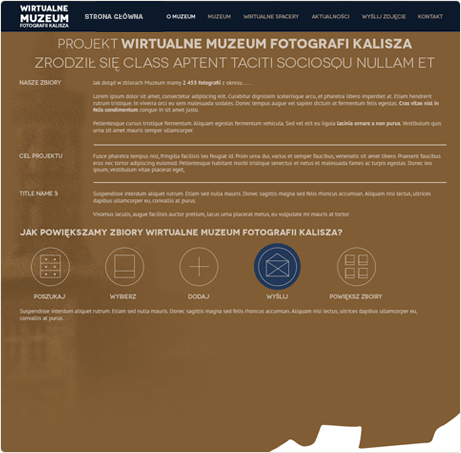 WIRTUALNE
MUZEUM
FOTOGRAFII KALISZA
STRONA GŁÓWNA
O MUZEUM
MUZEUM
WIRTUALNE SPACERY
AKTUALNOŚCI
WYŚLIJ ZDJĘCIE
KONTAKT
PROJEKT WIRTUALNE MUZEUM FOTOGRAFI KALISZA
ZRODZIŁ SIĘ CLASS APTENT TACITI SOCIOSQU NULLAM ET
NASZE ZBIORY
Jak dotąd w zbiorach Muzeum mamy 2 455 fotografii z okresu......
Lorem ipsum dolor sit amet, consectetur adipiscing elit. Curabitur dignissim scelerisque arcu, et pharetra libero imperdiet at. Etiam hendrerit
rutrum tristique. In viverra orci eu sem malesuada sodales. Donec tempus augue vel sapien dictum at fermentum felis egestas. Cras vitae nisl in
felis condimentum congue in sit amet justo.
Pellentesque cursus tristique fermentum. Aliquam egestas fermentum vehicula. Sed vel elit eu ligula lacinia ornare a non purus. Vestibulum quis
urna sit amet mauris semper ullamcorper.
CEL PROJEKTU
Fusce pharetra tempus nisl, fringilla facilisis leo feugiat id. Proin urna dui, varius et semper faucibus, venenatis sit amet libero. Praesent faucibus
eros nec tortor adipiscing euismod. Pellentesque habitant morbi tristique senectus et netus et malesuada fames ac turpis egestas. Donec leo
ipsum, vestibulum vitae placerat eget,
TITLE NAME 3
Suspendisse interdum aliquet rutrum. Etiam sed nulla mauris. Donec sagittis magna sed felis rhoncus accumsan. Aliquam nisi lectus, ultrices
dapibus ullamcorper eu, convallis at purus.
Vivamus iaculis, augue facilisis auctor pretium, lacus urna placerat metus, eu vulputate mi mauris at tortor
JAK POWIĘKSZAMY ZBIORY WIRTUALNE MUZEUM FOTOGRAFII KALISZA?
POSZUKAJ
WYBIERZ
DODAJ
WYŚLIJ
POWIĘKSZ ZBIORY
Suspendisse interdum aliquet rutrum. Etiam sed nulla mauris. Donec sagittis magna sed felis rhoncus accumsan. Aliquam nisi lectus, ultrices dapibus ullamcorper eu,
convallis at purus.